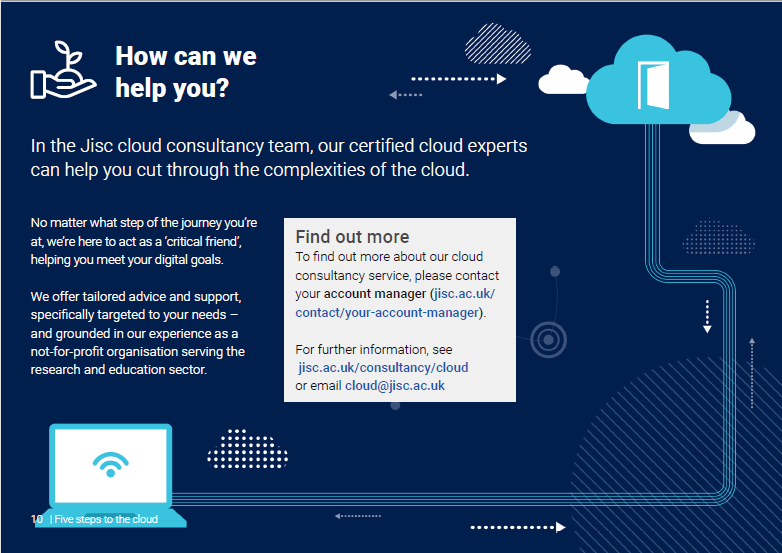 How can we
help you?
In the Jisc cloud consultancy team, our certified cloud experts
can help you cut through the complexities of the cloud.
No matter what step of the journey you’re
at, we’re here to act as a ‘critical friend’,
helping you meet your digital goals.
We offer tailored advice and support,
specifically targeted to your needs –
and grounded in our experience as a
not-for-profit organisation serving the
research and education sector.
Find out more
To find out more about our cloud
consultancy service, please contact
your account manager (jisc.ac.uk/
contact/your-account-manager).
For further information, see
jisc.ac.uk/consultancy/cloud
or email cloud@jisc.ac.uk
10 | Five steps to the cloud